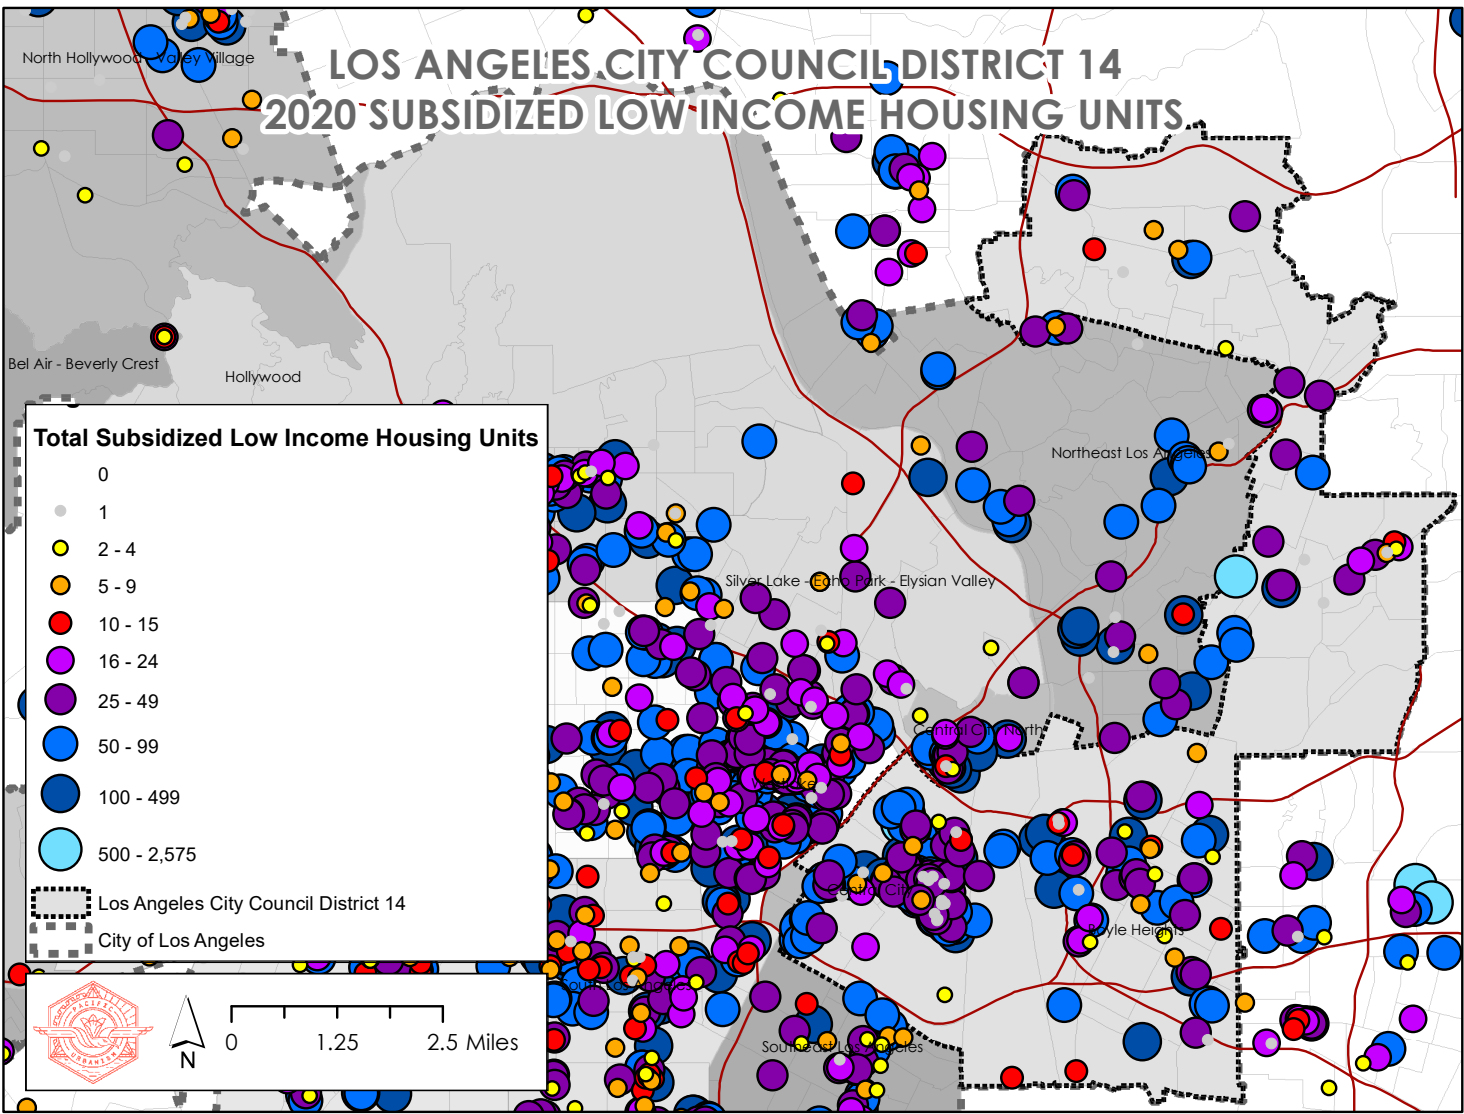 LOS ANGELES CITY COUNCIL DISTRICT 14
2020 SUBSIDIZED LOW INCOME HOUSING UNITS
North Hollywood - Valley Village
Bel Air - Beverly Crest
Hollywood
Northeast Los Angeles
Silver Lake - Echo Park - Elysian Valley
Central City North
Westlake
Central City
Boyle Heights
South Los Angeles
Southeast Los Angeles
Total Subsidized Low Income Housing Units
0
1
2 - 4
5 - 9
10 - 15
16 - 24
25 - 49
50 - 99
100 - 499
500 - 2,575
Los Angeles City Council District 14
City of Los Angeles
PACIFIC
URBANISM
N
0 1.25 2.5 Miles